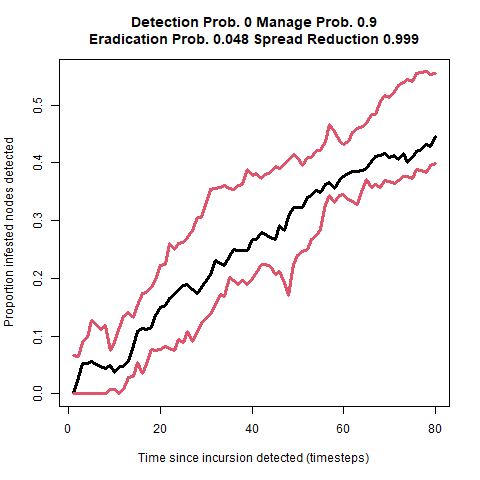 Detection Prob. 0 Manage Prob. 0.9
Eradication Prob. 0.048 Spread Reduction 0.999
Proportion infested nodes detected
0.5
0.4
0.3
0.2
0.1
0.0
0 20 40 60 80
Time since incursion detected (timesteps)